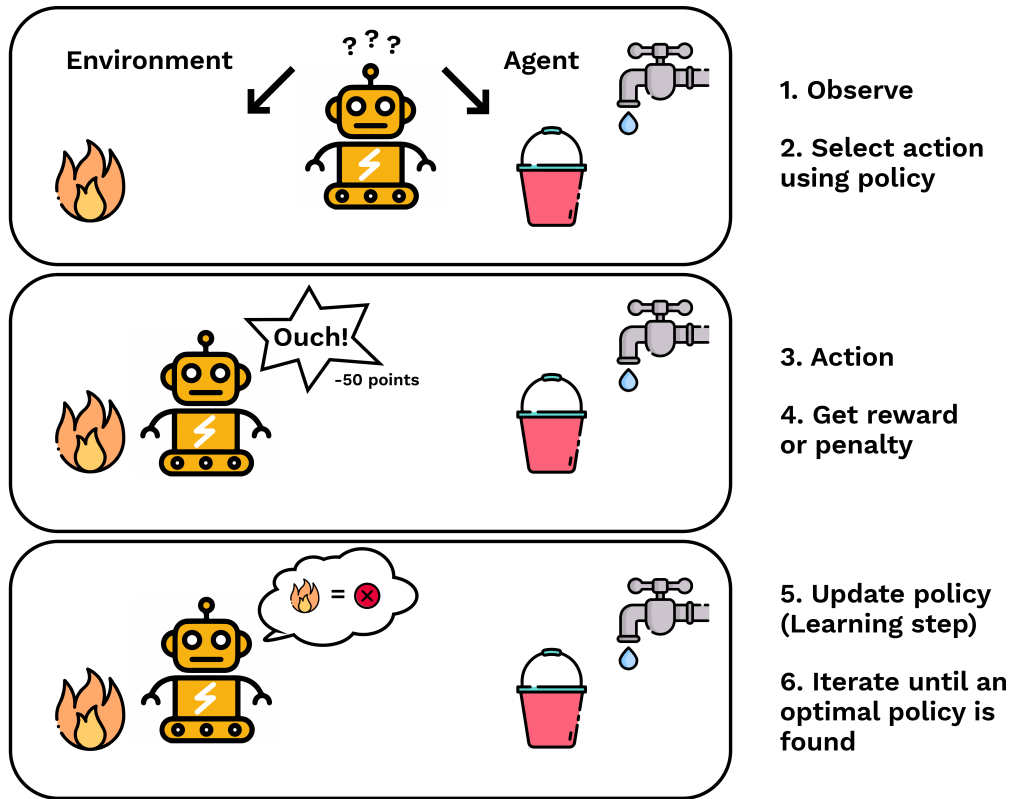 ? ? ?
Environment
Agent
1. Observe
2. Select action
using policy
Ouch!
-50 points
3. Action
4. Get reward
or penalty
=
5. Update policy
(Learning step)
6. Iterate until an
optimal policy is
found